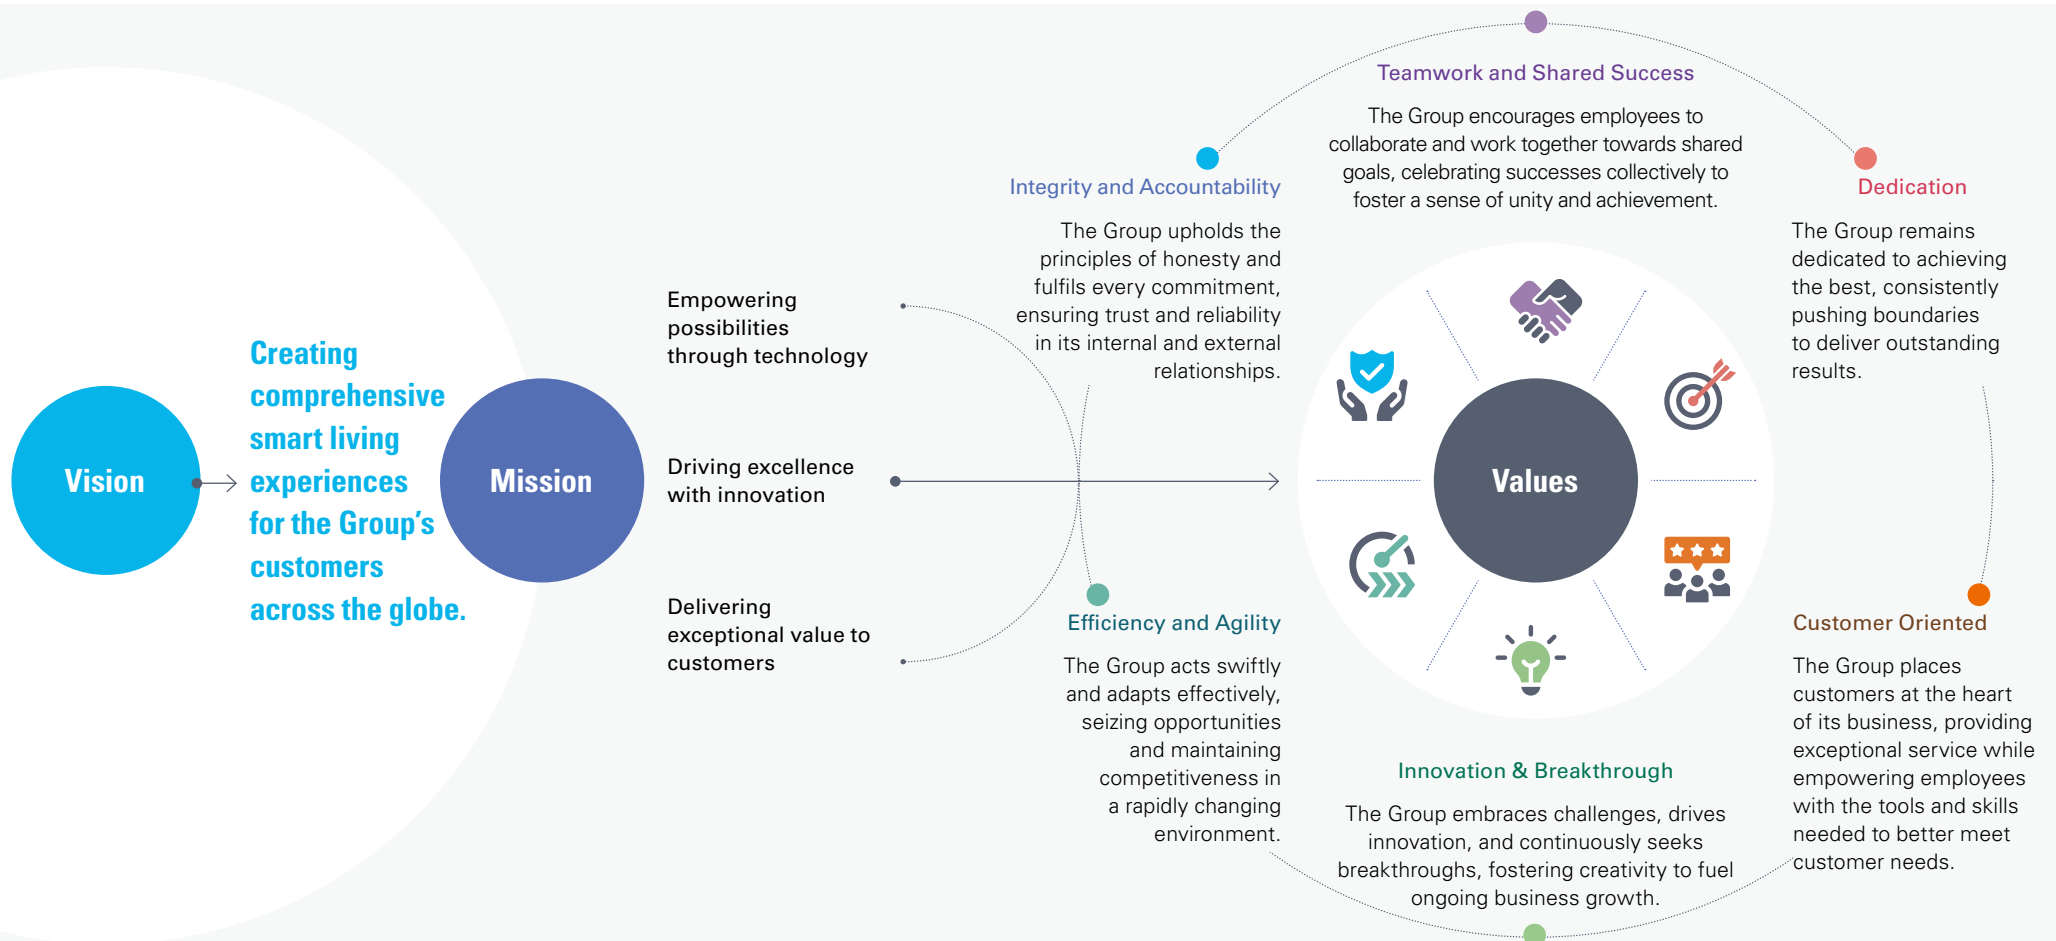 Vision
Creating
comprehensive
smart living
experiences
for the Group’s
customers
across the globe.
Mission
Empowering
possibilities
through technology
Driving excellence
with innovation
Delivering
exceptional value to
customers
Values
Teamwork and Shared Success
The Group encourages employees to
collaborate and work together towards shared
goals, celebrating successes collectively to
foster a sense of unity and achievement.
Integrity and Accountability
The Group upholds the
principles of honesty and
fulfils every commitment,
ensuring trust and reliability
in its internal and external
relationships.
Dedication
The Group remains
dedicated to achieving
the best, consistently
pushing boundaries
to deliver outstanding
results.
Efficiency and Agility
The Group acts swiftly
and adapts effectively,
seizing opportunities
and maintaining
competitiveness in
a rapidly changing
environment.
Customer Oriented
The Group places
customers at the heart
of its business, providing
exceptional service while
empowering employees
with the tools and skills
needed to better meet
customer needs.
Innovation & Breakthrough
The Group embraces challenges, drives
innovation, and continuously seeks
breakthroughs, fostering creativity to fuel
ongoing business growth.